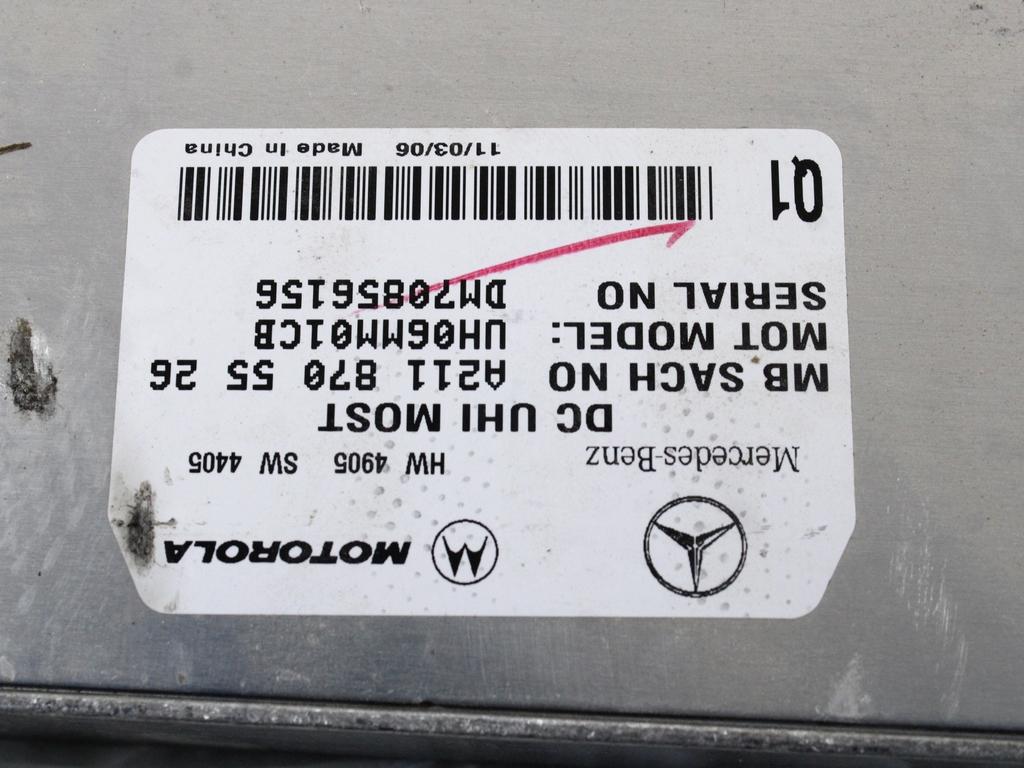 MOTOROLA
Mercedes-Benz HW 4905 SW 4405
DC UHI MOST
MB SACH NO A211 870 55 26
MOT MODEL: UH06MM01CB
SERIAL NO DM70856156
Q1
11/03/06 Made In China